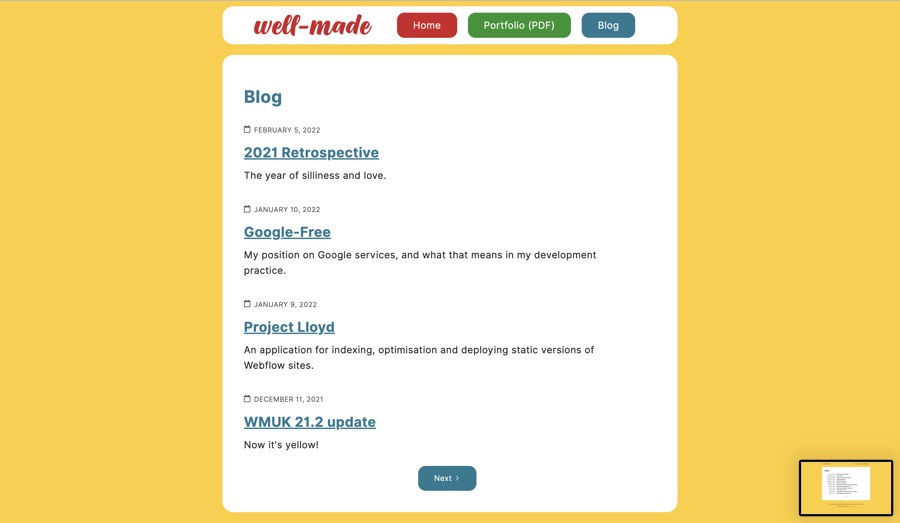 well-made
Home
Portfolio (PDF)
Blog
Blog
FEBRUARY 5, 2022
2021 Retrospective
The year of silliness and love.
JANUARY 10, 2022
Google-Free
My position on Google services, and what that means in my development
practice.
JANUARY 9, 2022
Project Lloyd
An application for indexing, optimisation and deploying static versions of
Webflow sites.
DECEMBER 11, 2021
WMUK 21.2 update
Now it's yellow!
Next